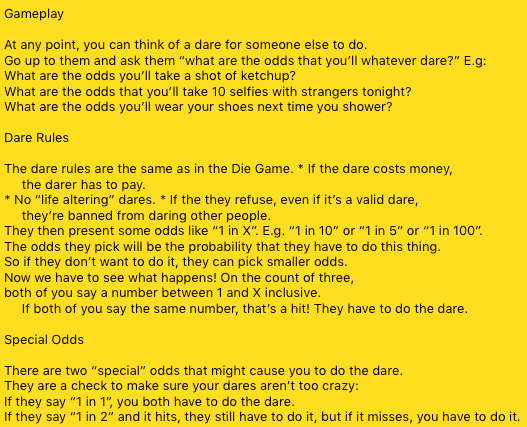 Gameplay
At any point, you can think of a dare for someone else to do.
Go up to them and ask them “what are the odds that you’ll whatever dare?” E.g:
What are the odds you’ll take a shot of ketchup?
What are the odds that you’ll take 10 selfies with strangers tonight?
What are the odds you’ll wear your shoes next time you shower?
Dare Rules
The dare rules are the same as in the Die Game. * If the dare costs money,
the darer has to pay.
* No “life altering” dares. * If the they refuse, even if it’s a valid dare,
they’re banned from daring other people.
They then present some odds like “1 in X”. E.g. “1 in 10” or “1 in 5” or “1 in 100”.
The odds they pick will be the probability that they have to do this thing.
So if they don’t want to do it, they can pick smaller odds.
Now we have to see what happens! On the count of three,
both of you say a number between 1 and X inclusive.
If both of you say the same number, that’s a hit! They have to do the dare.
Special Odds
There are two “special” odds that might cause you to do the dare.
They are a check to make sure your dares aren’t too crazy:
If they say “1 in 1”, you both have to do the dare.
If they say “1 in 2” and it hits, they still have to do it, but if it misses, you have to do it.